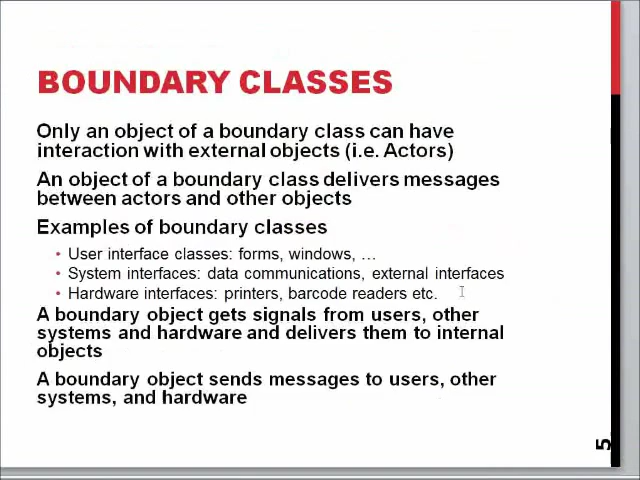 BOUNDARY CLASSES
Only an object of a boundary class can have
interaction with external objects (i.e. Actors)
An object of a boundary class delivers messages
between actors and other objects
Examples of boundary classes
• User interface classes: forms, windows, …
• System interfaces: data communications, external interfaces
• Hardware interfaces: printers, barcode readers etc.
A boundary object gets signals from users, other
systems and hardware and delivers them to internal
objects
A boundary object sends messages to users, other
systems, and hardware
5